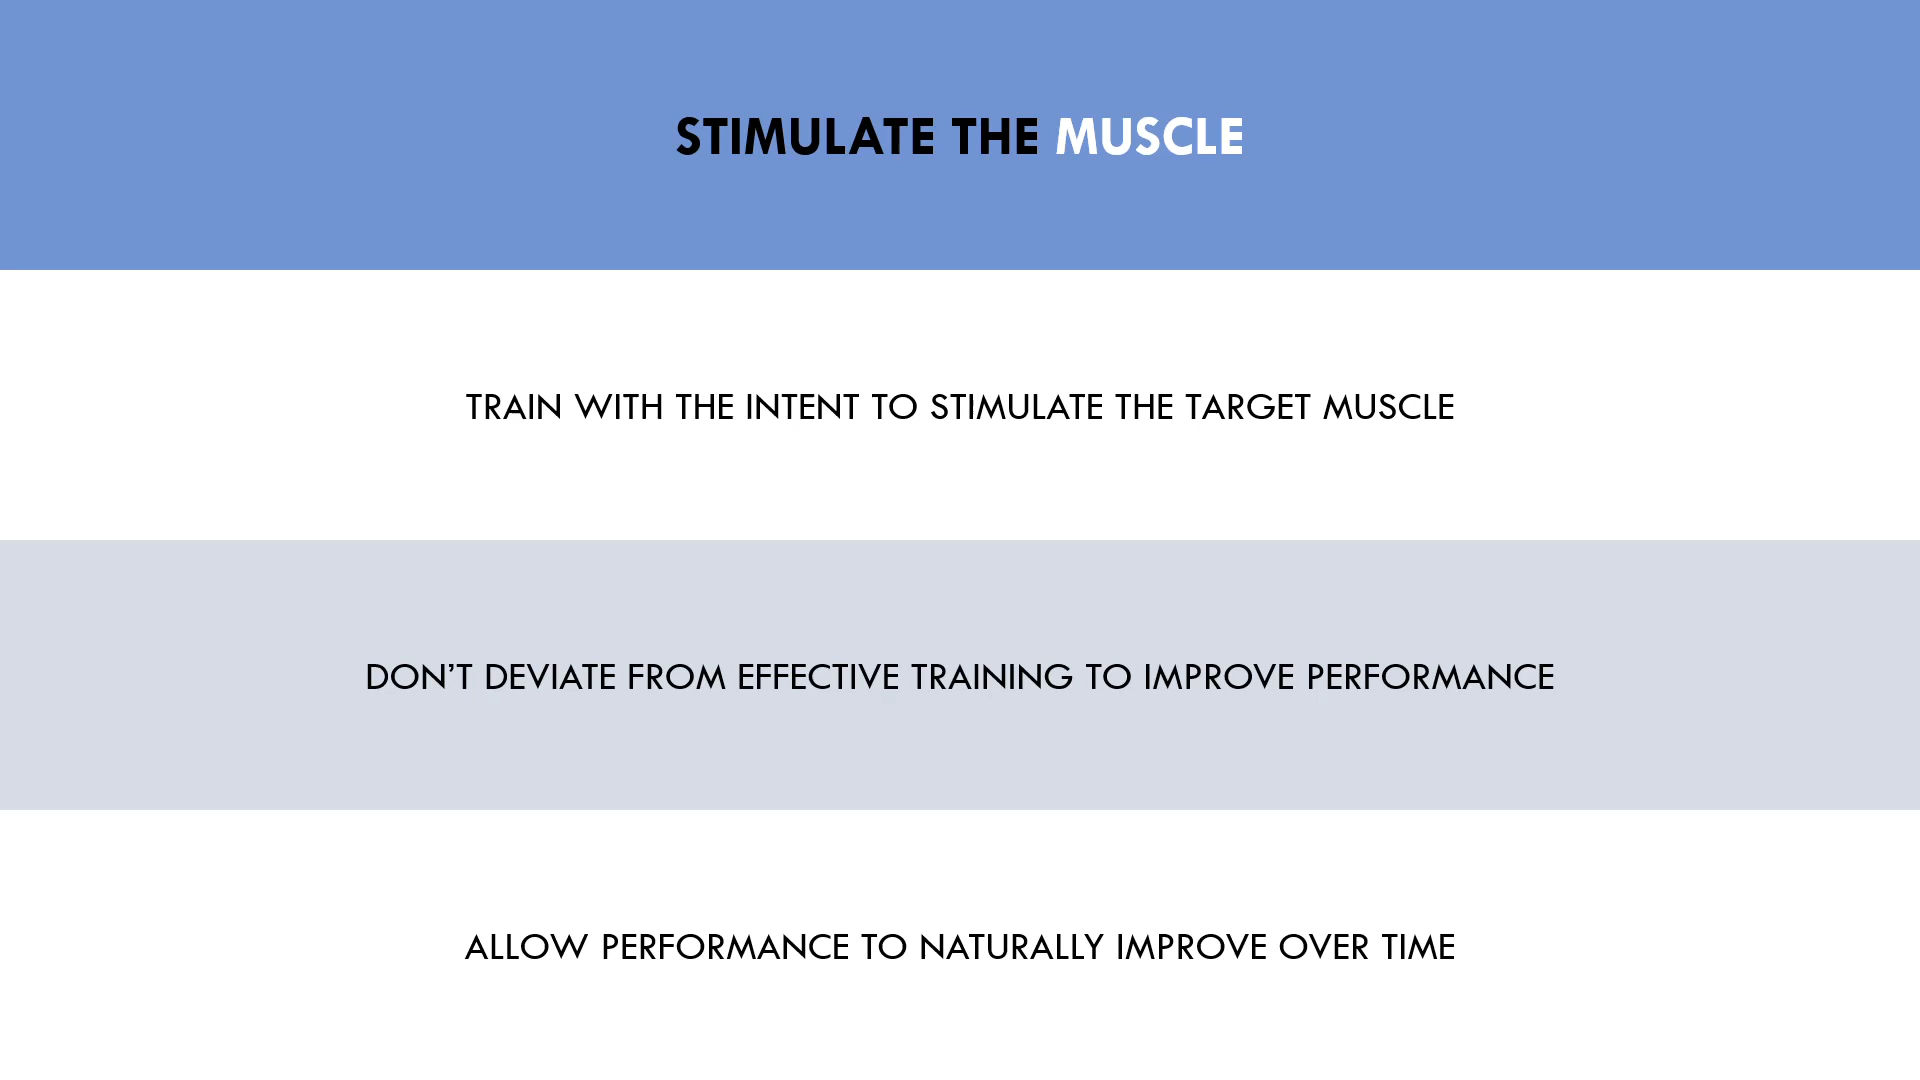 STIMULATE THE MUSCLE
TRAIN WITH THE INTENT TO STIMULATE THE TARGET MUSCLE
DON’T DEVIATE FROM EFFECTIVE TRAINING TO IMPROVE PERFORMANCE
ALLOW PERFORMANCE TO NATURALLY IMPROVE OVER TIME